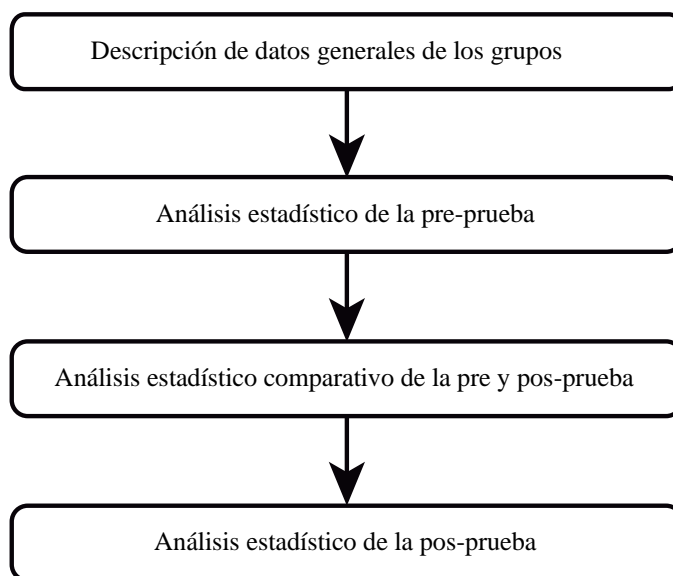 Descripción de datos generales de los grupos
Análisis estadístico de la pre-prueba
Análisis estadístico comparativo de la pre y pos-prueba
Análisis estadístico de la pos-prueba